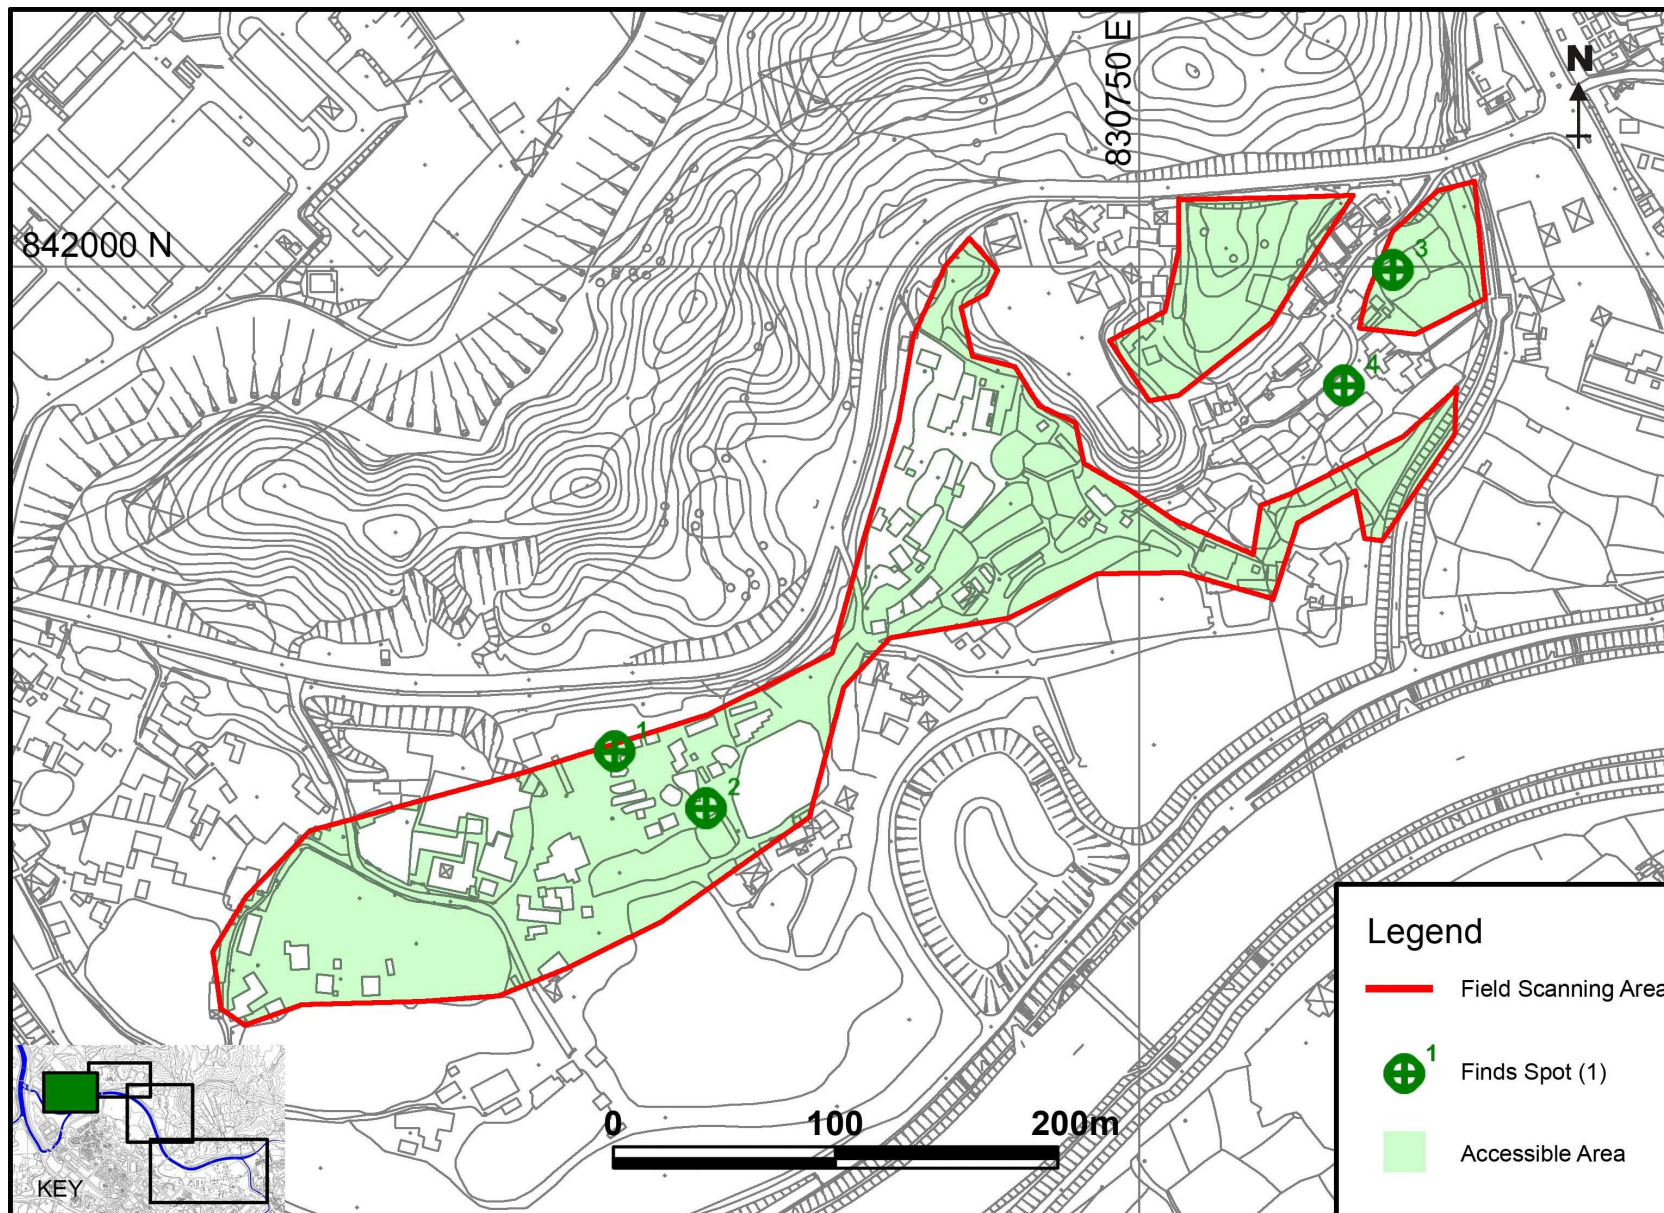 830750 E
N
842000 N
3
4
1
2
Legend
Field Scanning Area
1
Finds Spot (1)
Accessible Area
0 100 200m
KEY